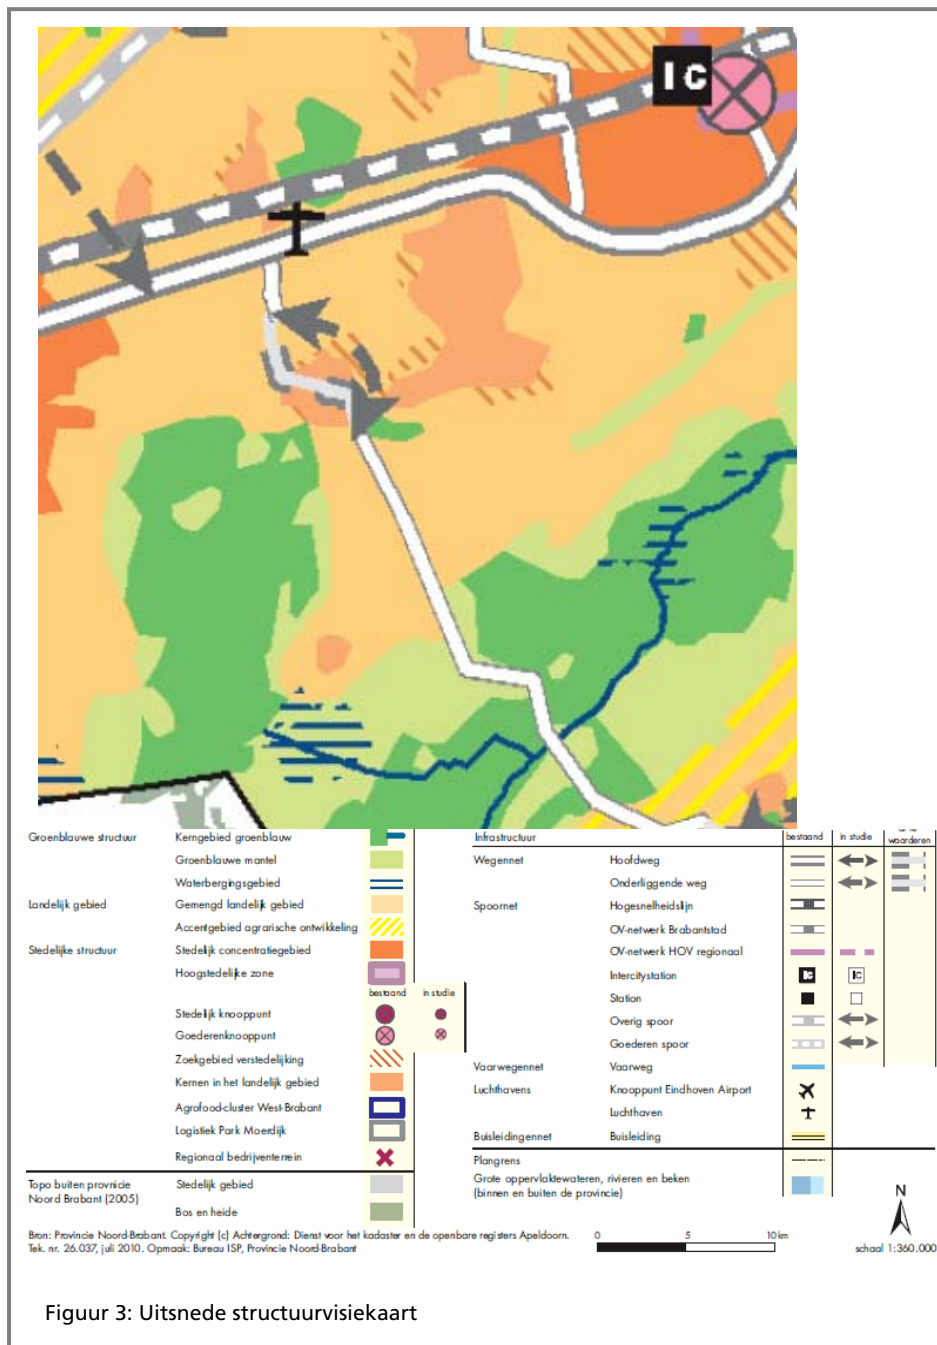 IC
Groenblauwe structuur Kerngebied groenblauw
Groenblauwe mantel
Waterbergingsgebied
Landelijk gebied Gemengd landelijk gebied
Accentgebied agrarische ontwikkeling
Stedelijke structuur Stedelijk concentratiegebied
Hoogstedelijke zone
bestaand in studie
Stedelijk knooppunt
Goederenknooppunt
Zoekgebied verstedelijking
Kernen in het landelijk gebied
Agrofood-cluster West-Brabant
Logistiek Park Moerdijk
Regionaal bedrijventerrein
Topo buiten provnicie Stedelijk gebied
Noord Brabant (2005)
Bos en heide
Infrastructuur bestaand in studie
waarderen
Wegennet Hoofdweg
Onderliggende weg
Spoornet Hogesnelheidslijn
OV-netwerk Brabantstad
OV-netwerk HOV regionaal
Intercitystation IC IC
Station
Overig spoor
Goederen spoor
Vaarwegennet Vaarweg
Luchthavens Knooppunt Eindhoven Airport
Luchthaven
Buisleidingennet Buisleiding
Plangrens
Grote oppervlaktewateren, rivieren en beken
(binnen en buiten de provincie)
N
Bron: Provincie Noord-Brabant. Copyright (c) Achtergrond: Dienst voor het kadaster en de openbare registers Apeldoorn.
Tek. nr. 26.037, juli 2010. Opmaak: Bureau ISP, Provincie Noord-Brabant
0 5 10 km
schaal 1:360.000
Figuur 3: Uitsnede structuurvisiekaart